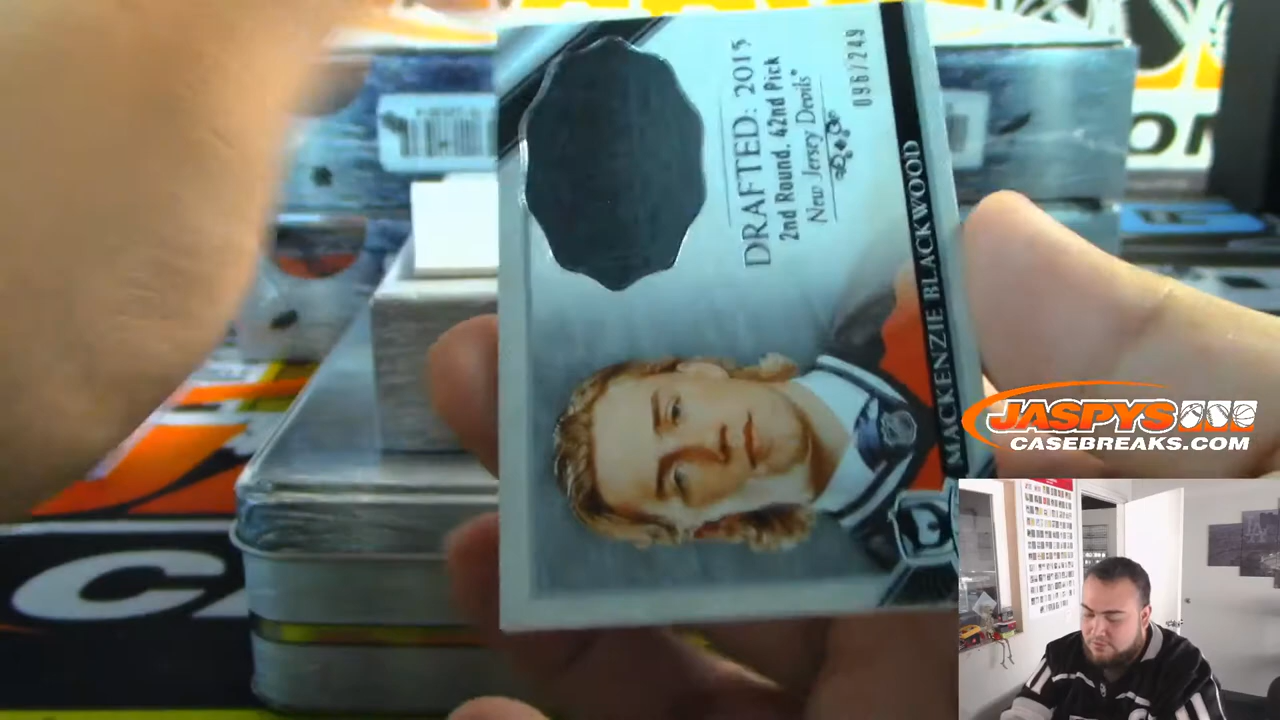 DRAFTED: 2015
2nd Round. 42nd Pick
New Jersey Devils®
096/249
MACKENZIE BLACKWOOD
JASPYS
CASEBREAKS.COM